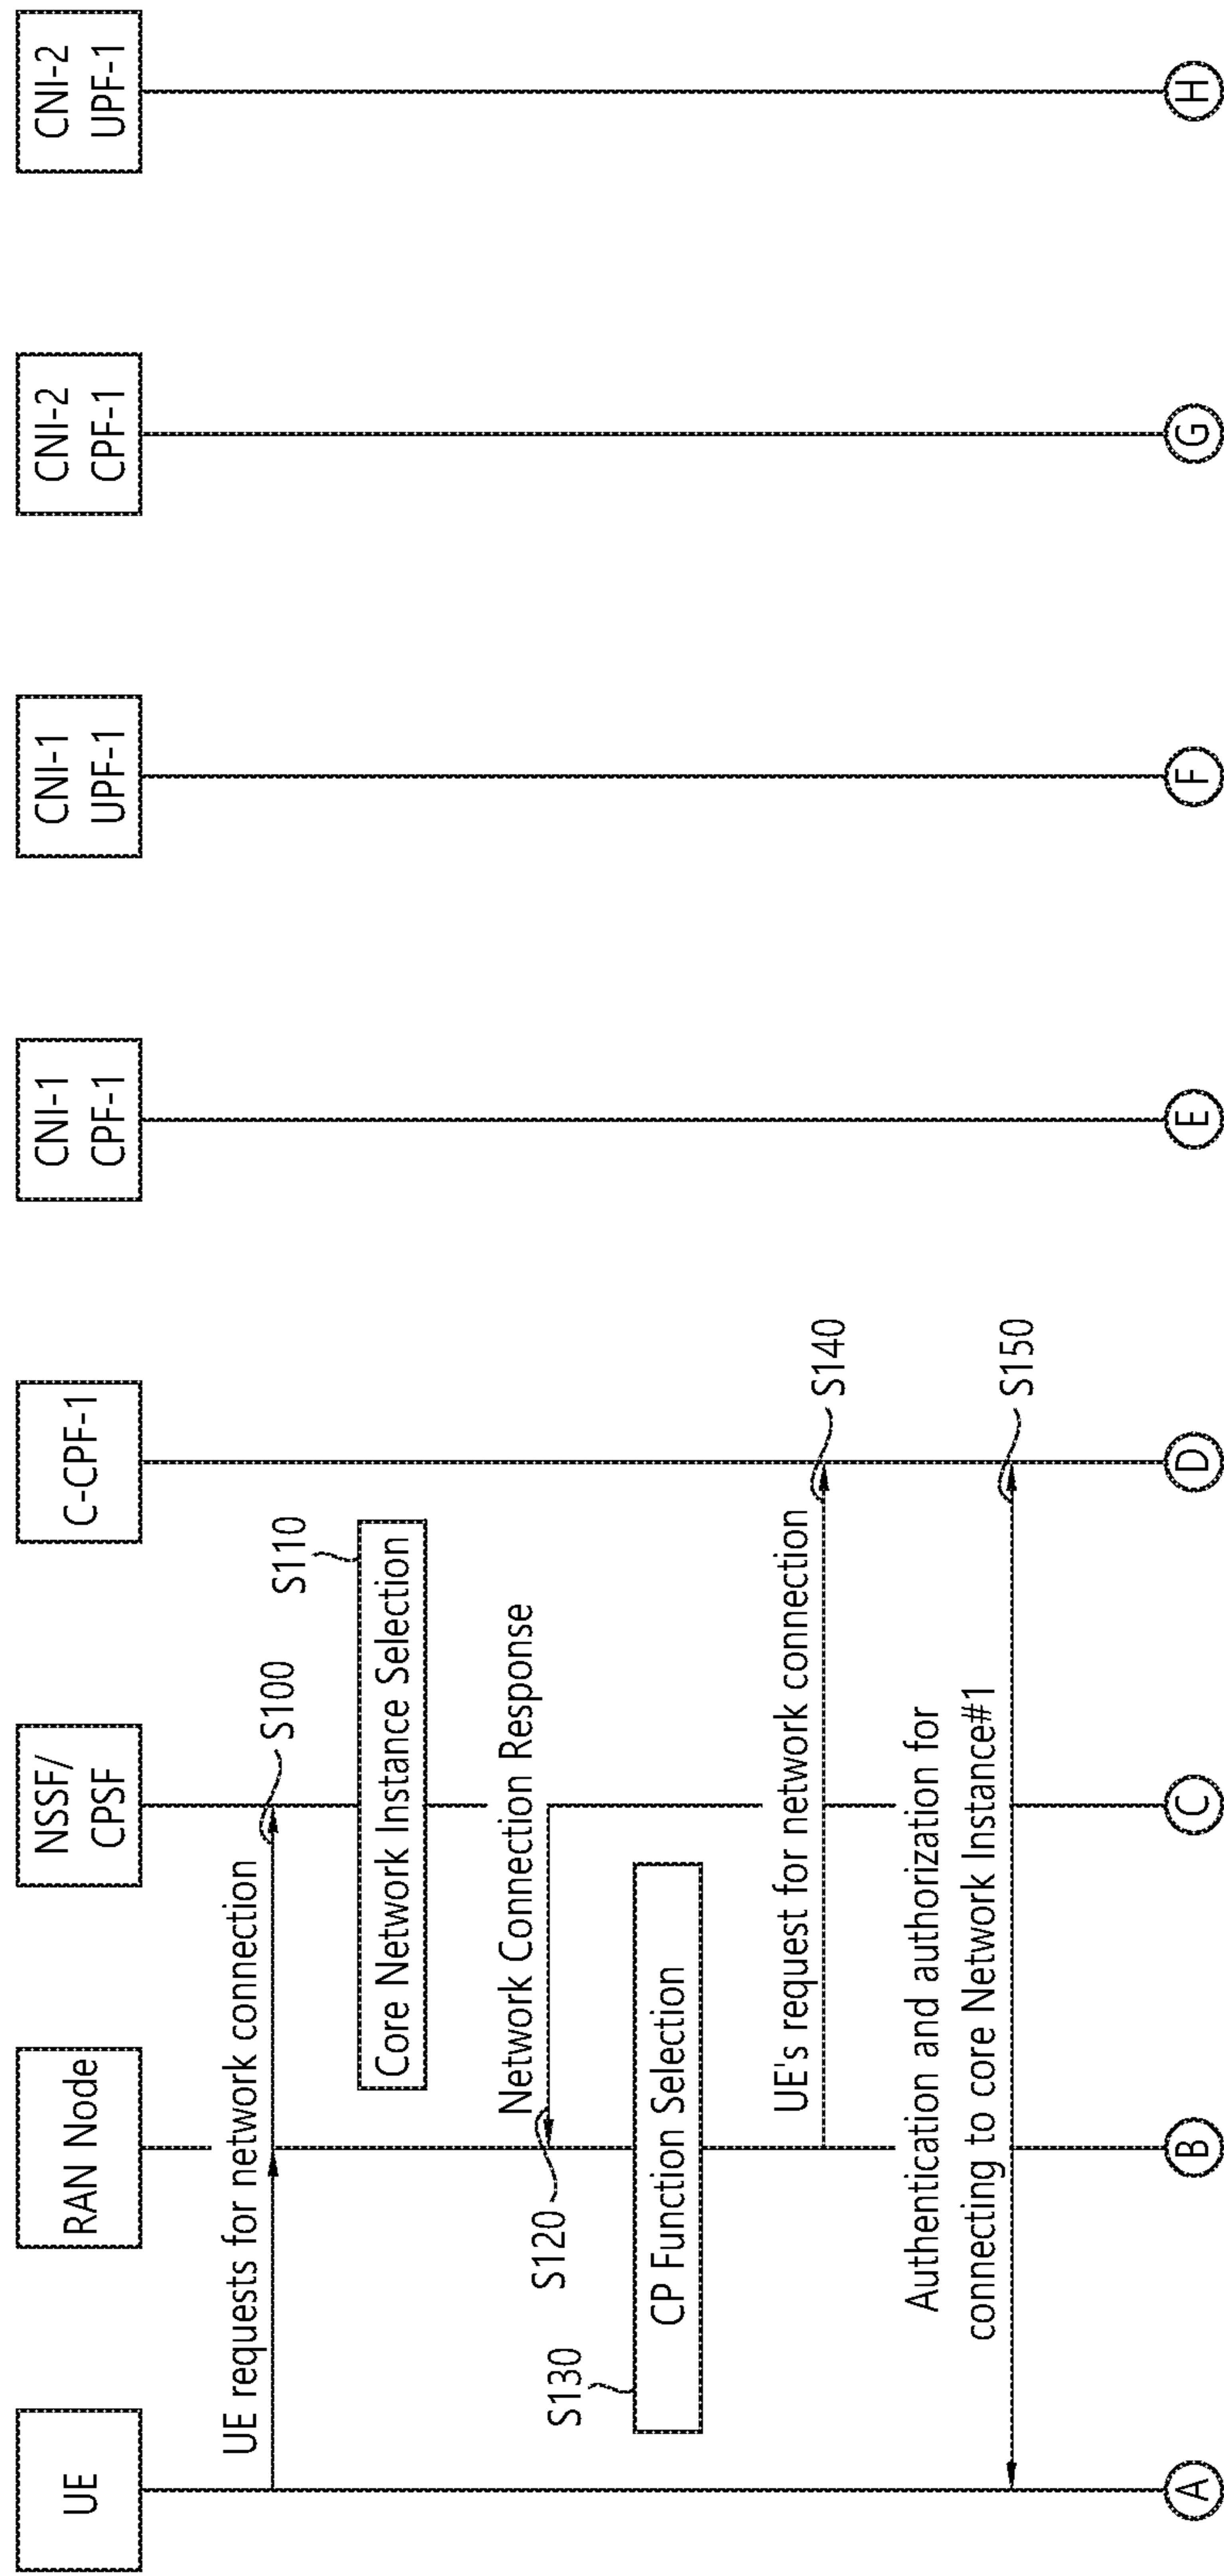 UE
RAN Node
NSSF/
CPSF
C-CPF-1
CNI-1
CPF-1
CNI-1
UPF-1
CNI-2
CPF-1
CNI-2
UPF-1
UE requests for network connection
S100
S110
Core Network Instance Selection
Network Connection Response
S120
S130
CP Function Selection
UE's request for network connection
S140
Authentication and authorization for
connecting to core Network Instance#1
S150
A
B
C
D
E
F
G
H